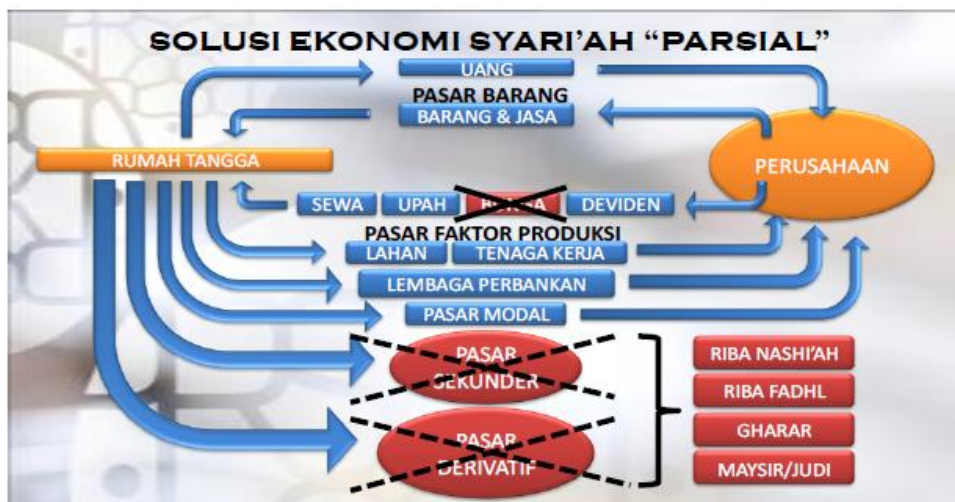 SOLUSI EKONOMI SYARI'AH "PARSIAL"
UANG
PASAR BARANG
BARANG & JASA
RUMAH TANGGA
PERUSAHAAN
SEWA
UPAH
BUNGA
DEVIDEN
PASAR FAKTOR PRODUKSI
LAHAN
TENAGA KERJA
LEMBAGA PERBANKAN
PASAR MODAL
PASAR
SEKUNDER
PASAR
DERIVATIF
RIBA NASHI'AH
RIBA FADHL
GHARAR
MAYSIR/JUDI